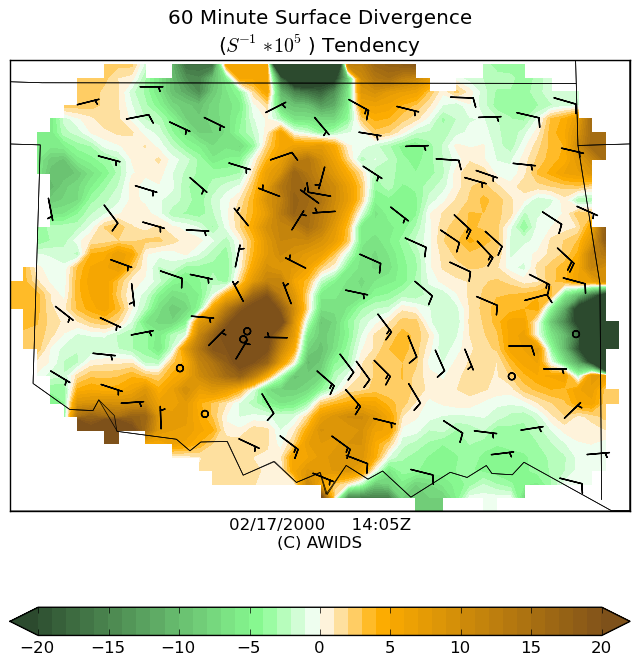 60 Minute Surface Divergence
(S⁻¹ *10⁵ ) Tendency
02/17/2000 14:05Z
(C) AWIDS
−20 −15 −10 −5 0 5 10 15 20